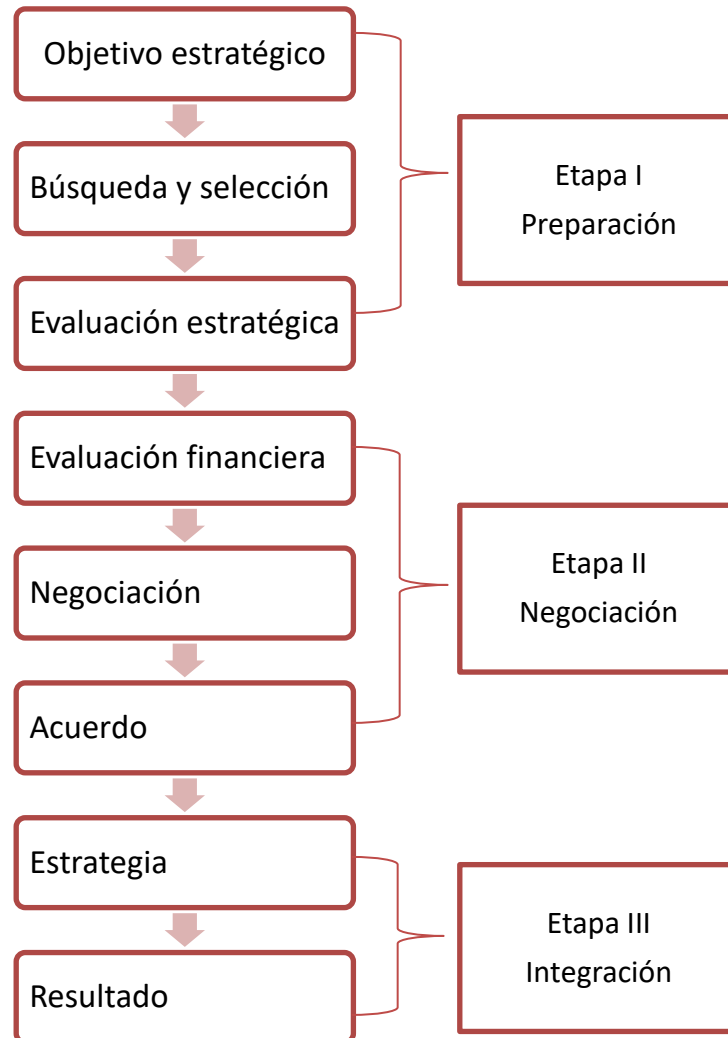 Objetivo estratégico
Búsqueda y selección
Evaluación estratégica
Etapa I
Preparación
Evaluación financiera
Negociación
Acuerdo
Etapa II
Negociación
Estrategia
Resultado
Etapa III
Integración